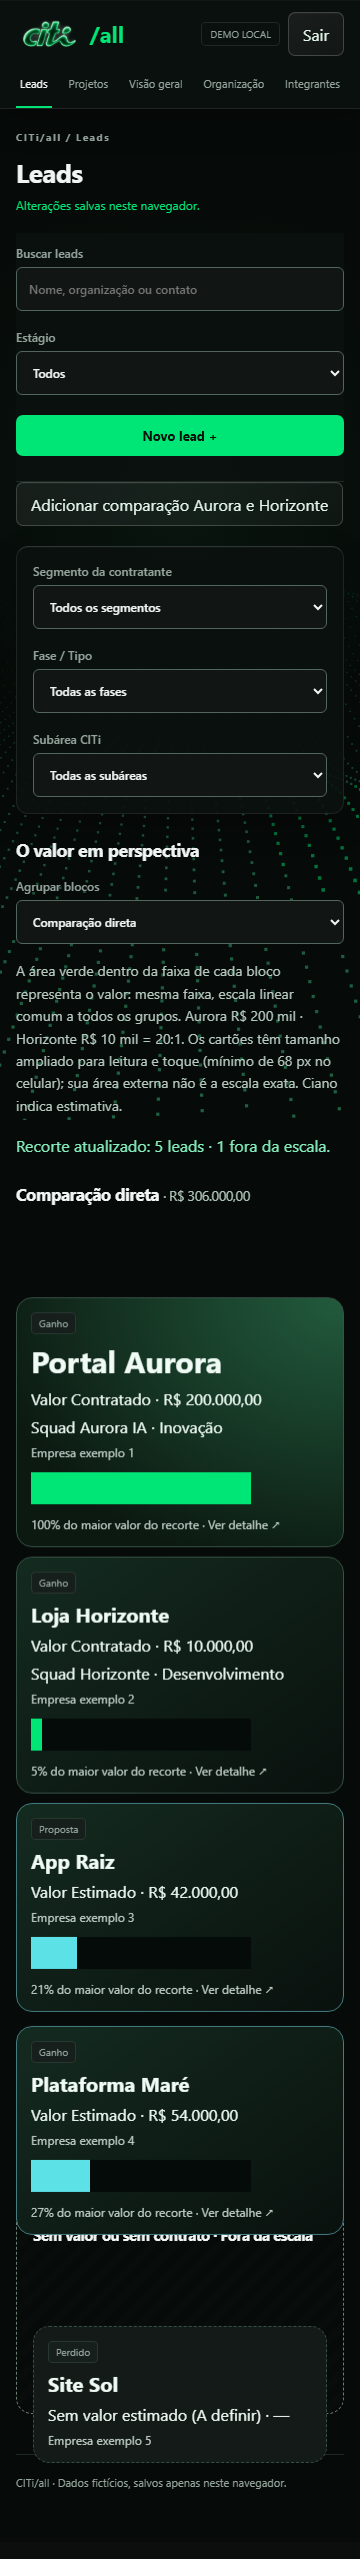 citi /all
DEMO LOCAL
Sair
Leads
Projetos
Visão geral
Organização
Integrantes
CITi/all / Leads
Leads
Alterações salvas neste navegador.
Buscar leads
Nome, organização ou contato
Estágio
Todos
Novo lead +
Adicionar comparação Aurora e Horizonte
Segmento da contratante
Todos os segmentos
Fase / Tipo
Todas as fases
Subárea CITi
Todas as subáreas
O valor em perspectiva
Agrupar blocos
Comparação direta
A área verde dentro da faixa de cada bloco
representa o valor: mesma faixa, escala linear
comum a todos os grupos. Aurora R$ 200 mil ·
Horizonte R$ 10 mil = 20:1. Os cartões têm tamanho
ampliado para leitura e toque (mínimo de 68 px no
celular); sua área externa não é a escala exata. Ciano
indica estimativa.
Recorte atualizado: 5 leads · 1 fora da escala.
Comparação direta · R$ 306.000,00
Ganho
Portal Aurora
Valor Contratado · R$ 200.000,00
Squad Aurora IA · Inovação
Empresa exemplo 1
100% do maior valor do recorte · Ver detalhe ↗
Ganho
Loja Horizonte
Valor Contratado · R$ 10.000,00
Squad Horizonte · Desenvolvimento
Empresa exemplo 2
5% do maior valor do recorte · Ver detalhe ↗
Proposta
App Raiz
Valor Estimado · R$ 42.000,00
Empresa exemplo 3
21% do maior valor do recorte · Ver detalhe ↗
Ganho
Plataforma Maré
Valor Estimado · R$ 54.000,00
Empresa exemplo 4
27% do maior valor do recorte · Ver detalhe ↗
Sem valor ou sem contrato · Fora da escala
Perdido
Site Sol
Sem valor estimado (A definir) · —
Empresa exemplo 5
CITi/all · Dados fictícios, salvos apenas neste navegador.